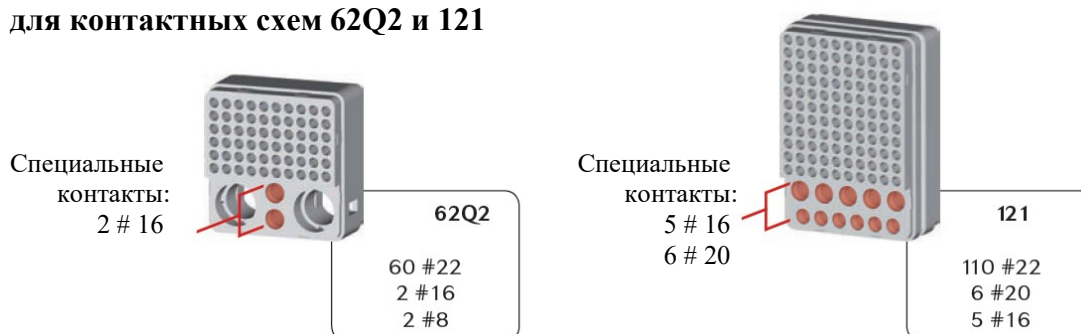 для контактных схем 62Q2 и 121
Специальные
контакты:
2 # 16
62Q2
60 #22
2 #16
2 #8
Специальные
контакты:
5 # 16
6 # 20
121
110 #22
6 #20
5 #16